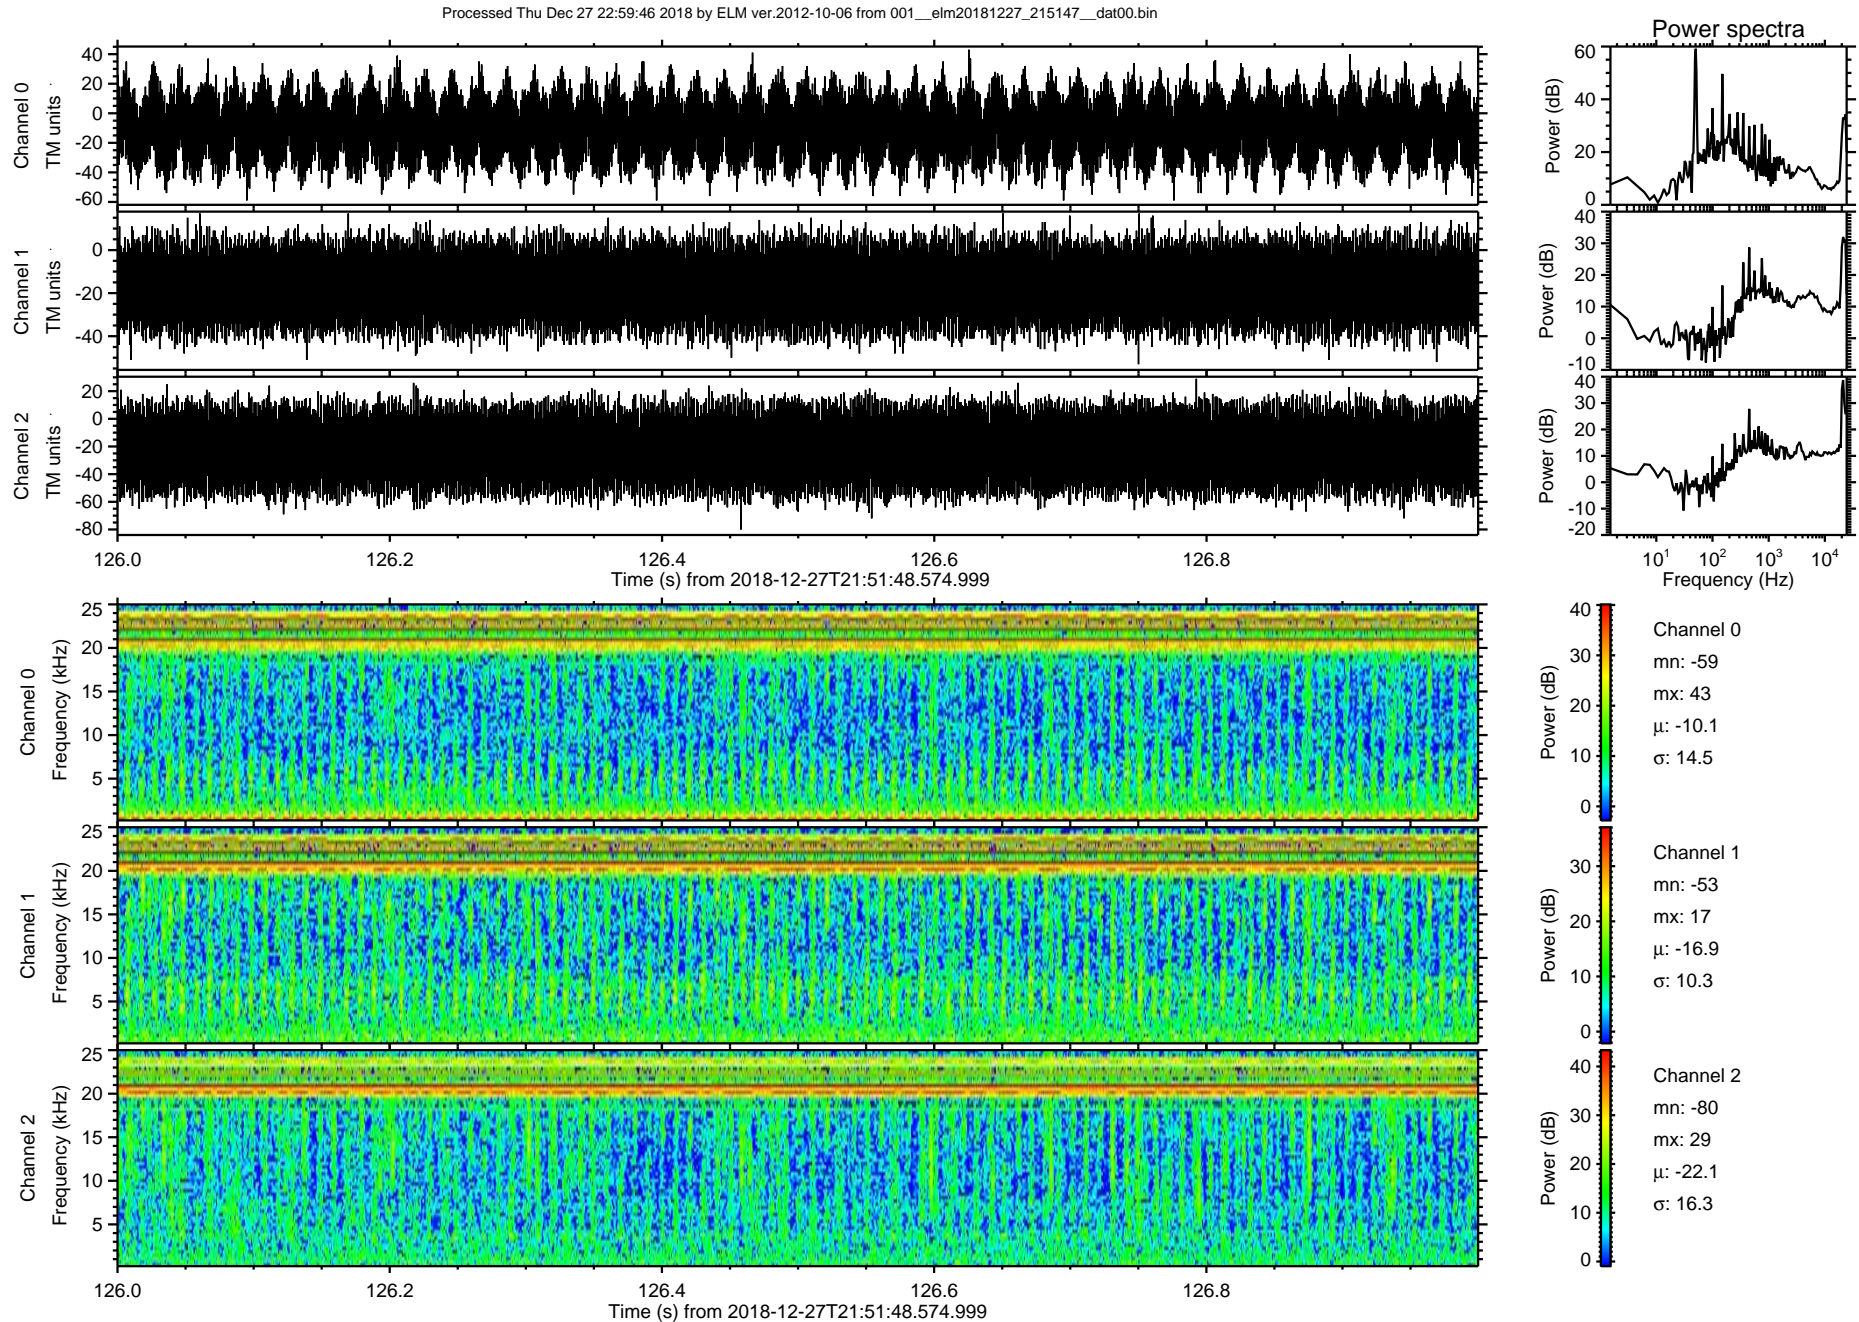 Processed Thu Dec 27 22:59:46 2018 by ELM ver.2012-10-06 from 001__elm20181227_215147__dat00.bin
Power spectra
Channel 0
TM units
40
20
0
-20
-40
-60
Power (dB)
60
40
20
0
Channel 1
TM units
0
-20
-40
Power (dB)
40
30
20
10
0
-10
Channel 2
TM units
20
0
-20
-40
-60
-80
Power (dB)
40
30
20
10
0
-10
-20
126.0 126.2 126.4 126.6 126.8
Time (s) from 2018-12-27T21:51:48.574.999
10¹ 10² 10³ 10⁴
Frequency (Hz)
Channel 0
Frequency (kHz)
25
20
15
10
5
Power (dB)
40
30
20
10
0
Channel 0
mn: -59
mx: 43
µ: -10.1
σ: 14.5
Channel 1
Frequency (kHz)
25
20
15
10
5
Power (dB)
30
20
10
0
Channel 1
mn: -53
mx: 17
µ: -16.9
σ: 10.3
Channel 2
Frequency (kHz)
25
20
15
10
5
Power (dB)
40
30
20
10
0
Channel 2
mn: -80
mx: 29
µ: -22.1
σ: 16.3
126.0 126.2 126.4 126.6 126.8
Time (s) from 2018-12-27T21:51:48.574.999